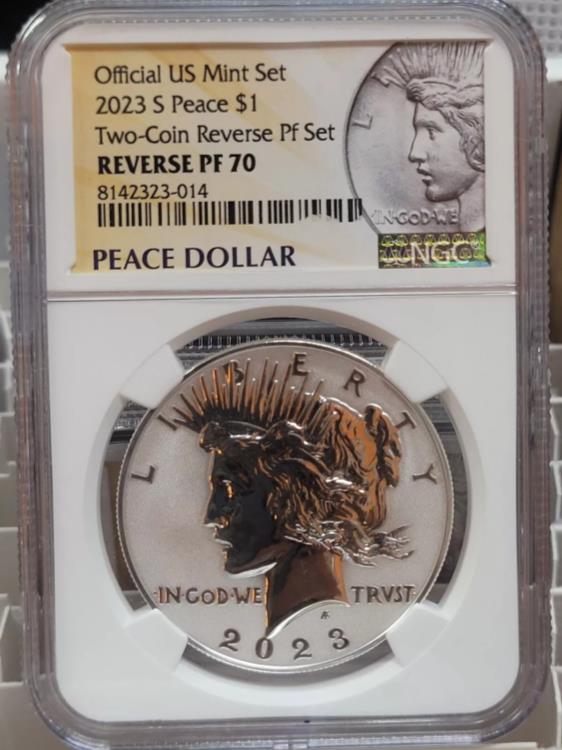 Official US Mint Set
2023 S Peace $1
Two-Coin Reverse Pf Set
REVERSE PF 70
8142323-014
PEACE DOLLAR
L
IN·GOD·WE
NGC
LIBERTY
·IN·GOD·WE TRVST·
2023